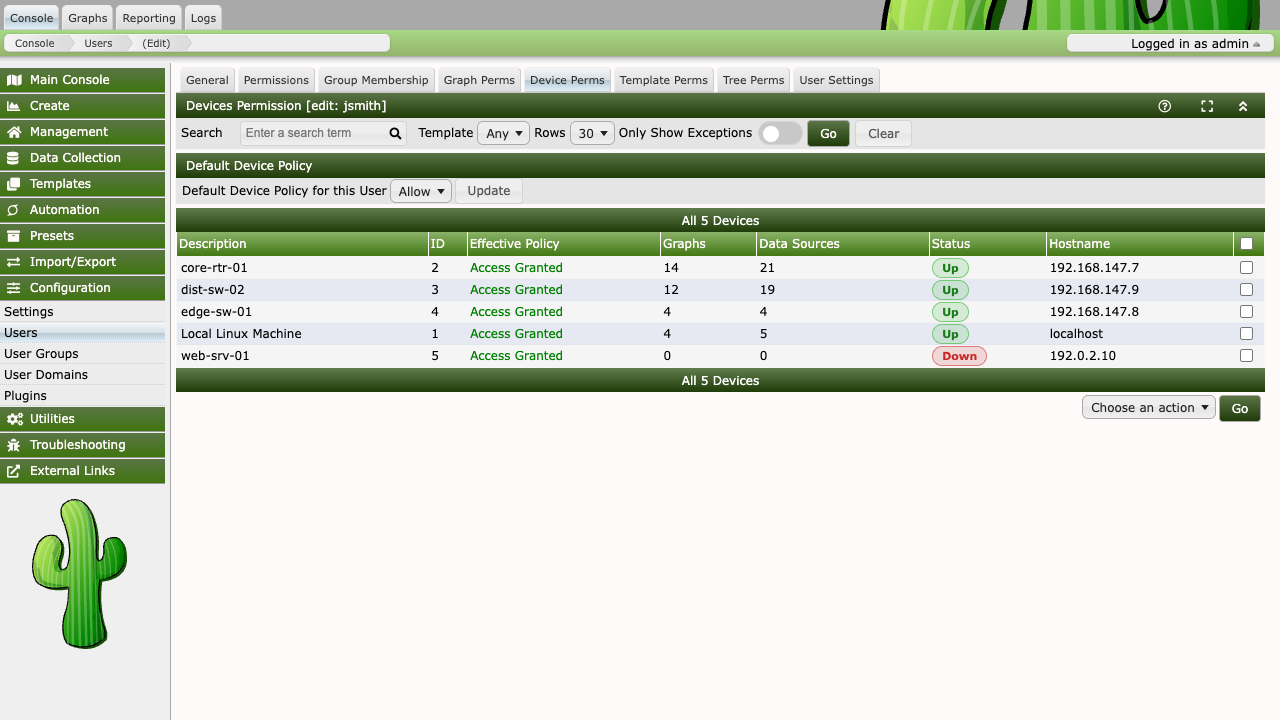 Console Graphs Reporting Logs
Console Users (Edit) Logged in as admin
Main Console
Create
Management
Data Collection
Templates
Automation
Presets
Import/Export
Configuration
Settings
Users
User Groups
User Domains
Plugins
Utilities
Troubleshooting
External Links
General Permissions Group Membership Graph Perms Device Perms Template Perms Tree Perms User Settings
Devices Permission [edit: jsmith]
Search Enter a search term Template Any Rows 30 Only Show Exceptions Go Clear
Default Device Policy
Default Device Policy for this User Allow Update
All 5 Devices
Description ID Effective Policy Graphs Data Sources Status Hostname
core-rtr-01 2 Access Granted 14 21 Up 192.168.147.7
dist-sw-02 3 Access Granted 12 19 Up 192.168.147.9
edge-sw-01 4 Access Granted 4 4 Up 192.168.147.8
Local Linux Machine 1 Access Granted 4 5 Up localhost
web-srv-01 5 Access Granted 0 0 Down 192.0.2.10
All 5 Devices
Choose an action Go